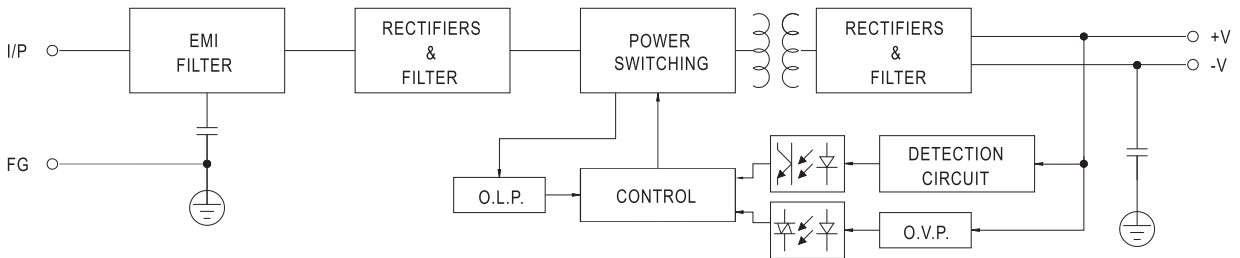 I/P
EMI
FILTER
RECTIFIERS
&
FILTER
POWER
SWITCHING
RECTIFIERS
&
FILTER
+V
-V
FG
O.L.P.
CONTROL
DETECTION
CIRCUIT
O.V.P.